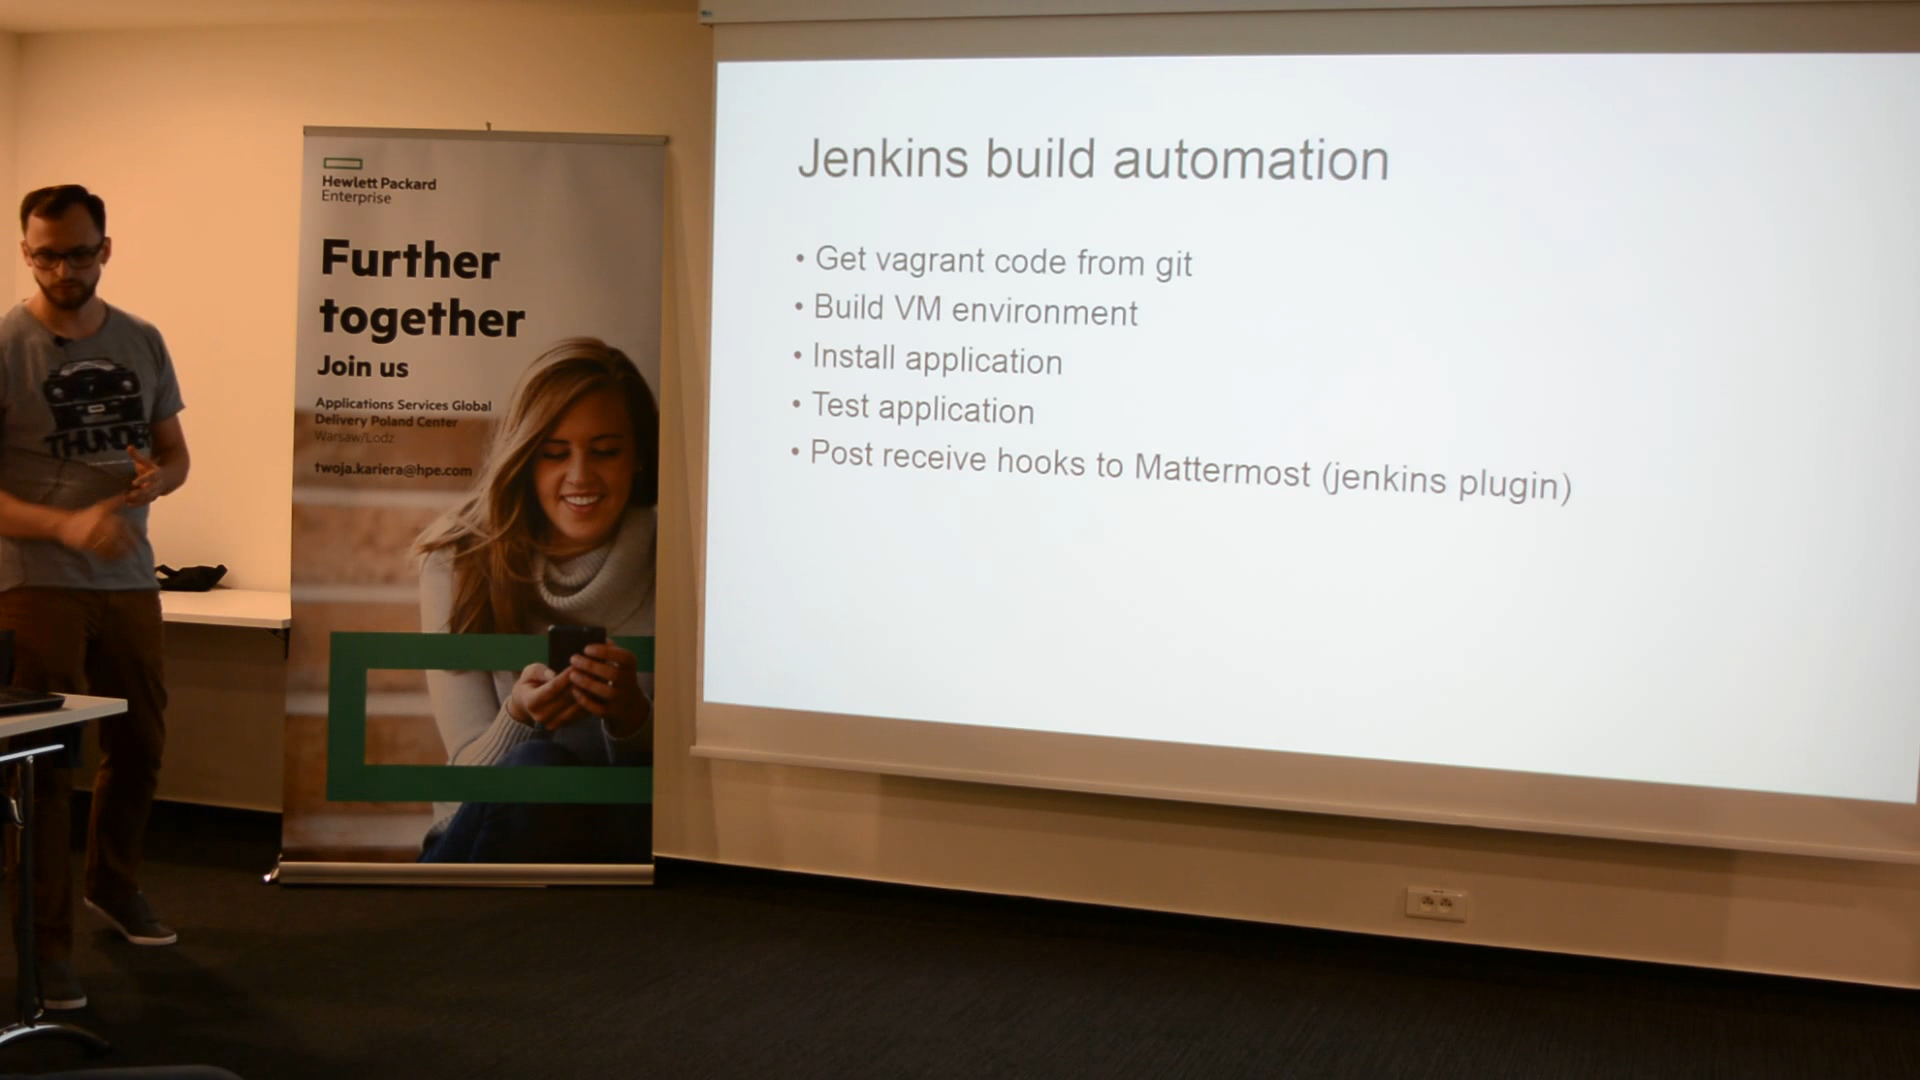 Hewlett Packard
Enterprise
Further
together
Join us
Applications Services Global
Delivery Poland Center
Warsaw/Lodz
twoja.kariera@hpe.com
THUNDER
Jenkins build automation
• Get vagrant code from git
• Build VM environment
• Install application
• Test application
• Post receive hooks to Mattermost (jenkins plugin)